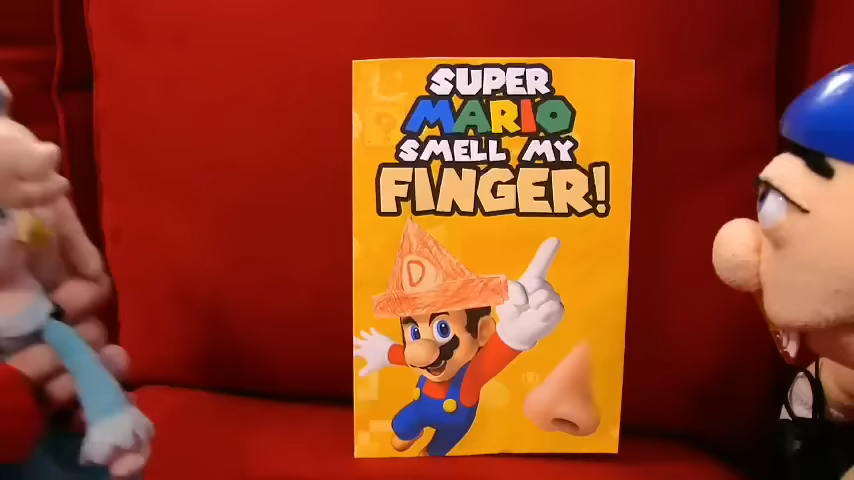 SUPER
MARIO
SMELL MY
FINGER!
D